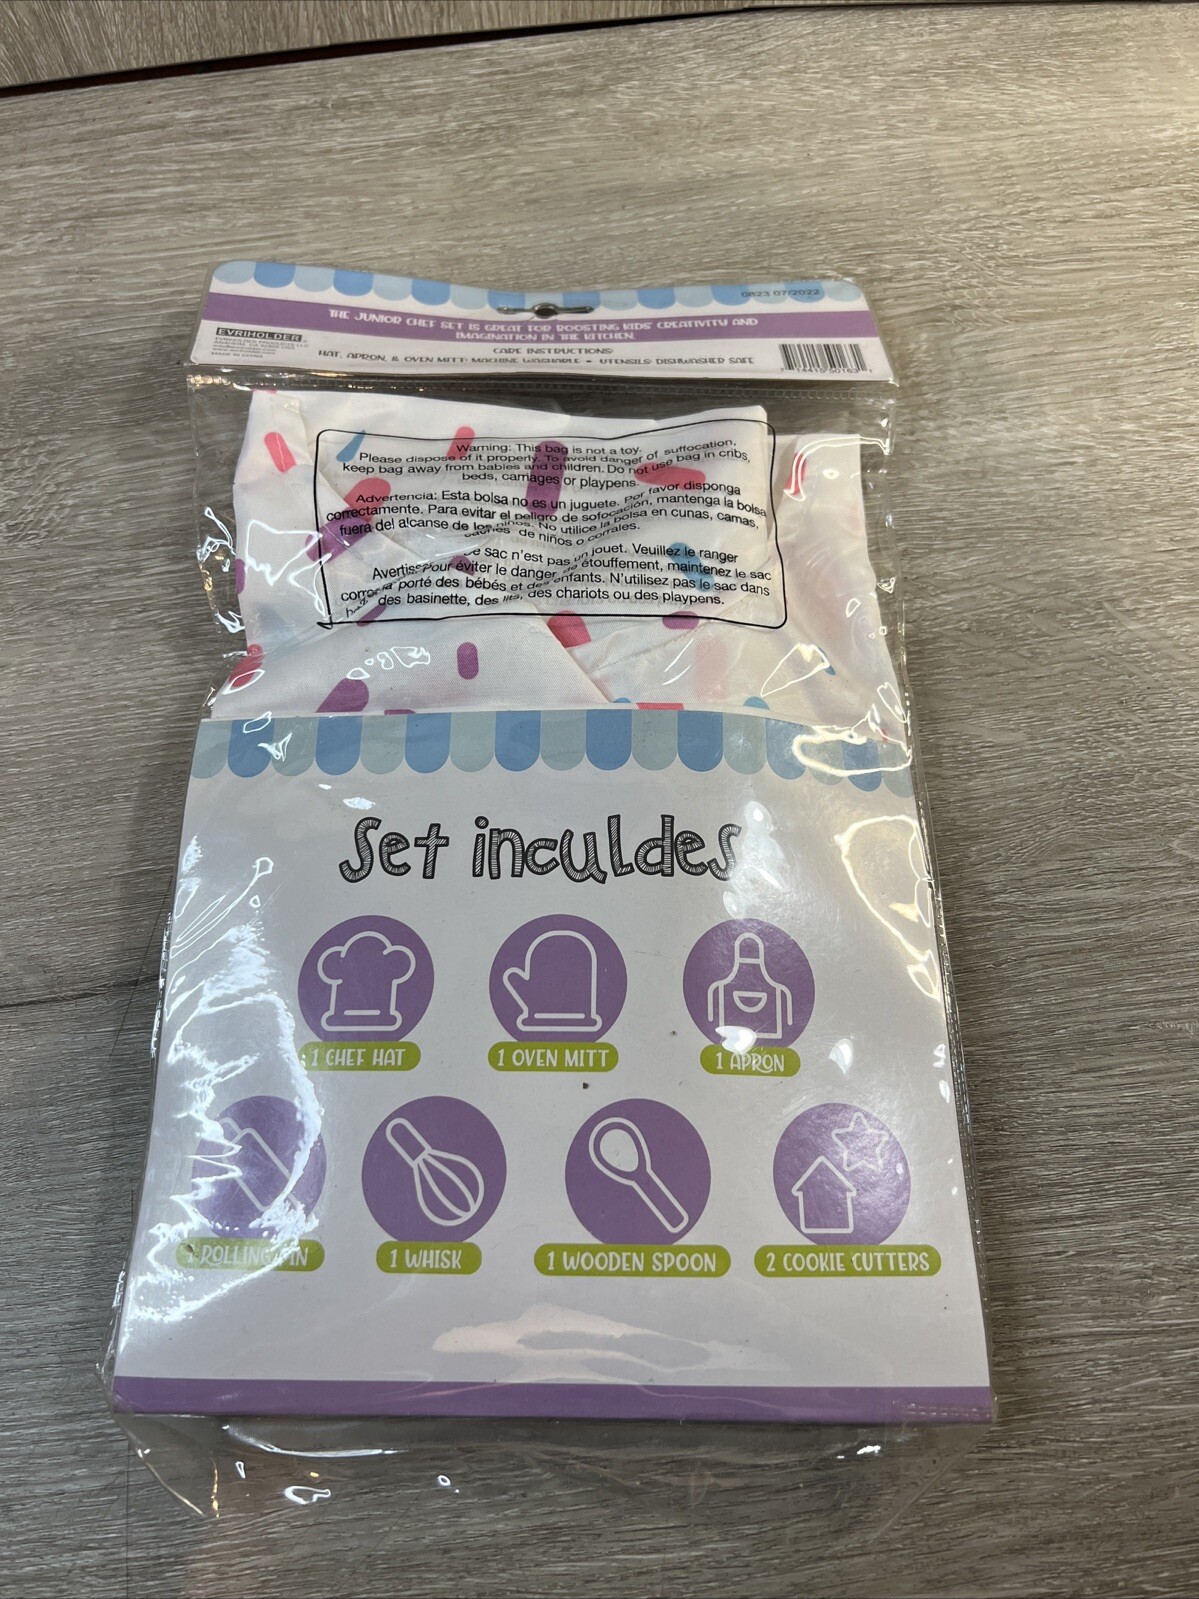 0823 07/2022
THE JUNIOR CHEF SET IS GREAT FOR BOOSTING KIDS' CREATIVITY AND
IMAGINATION IN THE KITCHEN.
EVRIHOLDER
CARE INSTRUCTIONS:
HAT, APRON, & OVEN MITT: MACHINE WASHABLE • UTENSILS: DISHWASHER SAFE
Warning: This bag is not a toy.
Please dispose of it properly. To avoid danger of suffocation,
keep bag away from babies and children. Do not use bag in cribs,
beds, carriages or playpens.
Advertencia: Esta bolsa no es un juguete. Por favor disponga
correctamente. Para evitar el peligro de sofocación, mantenga la bolsa
fuera del alcanse de los niños. No utilice la bolsa en cunas, camas,
de niños o corrales.
sac n'est pas un jouet. Veuillez le ranger
Pour éviter le danger étouffement, maintenez le sac
porté des bébés et des enfants. N'utilisez pas le sac dans
des basinette, des lits, des chariots ou des playpens.
Set inculdes
1 CHEF HAT
1 OVEN MITT
1 APRON
1 ROLLING PIN
1 WHISK
1 WOODEN SPOON
2 COOKIE CUTTERS